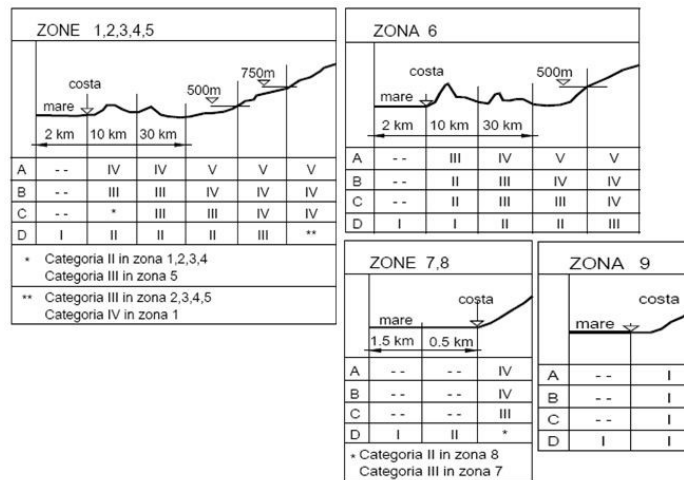 ZONE 1,2,3,4,5
costa
mare
500m
750m
2 km 10 km 30 km
A -- IV IV V V V
B -- III III IV IV IV
C -- * III III IV IV
D I II II II III **
* Categoria II in zona 1,2,3,4
Categoria III in zona 5
** Categoria III in zona 2,3,4,5
Categoria IV in zona 1
ZONA 6
costa
mare
500m
2 km 10 km 30 km
A -- III IV V V
B -- II III IV IV
C -- II III III IV
D I I II II III
ZONE 7,8
costa
mare
1.5 km 0.5 km
A -- -- IV
B -- -- IV
C -- -- III
D I II *
* Categoria II in zona 8
Categoria III in zona 7
ZONA 9
costa
mare
A -- I
B -- I
C -- I
D I I